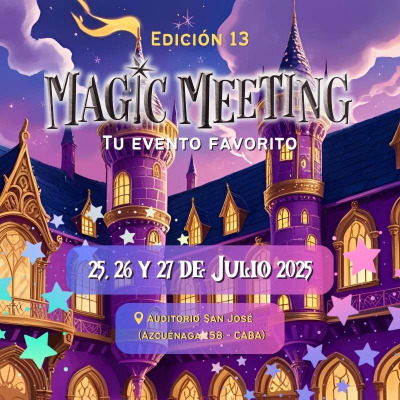 Edición 13
Magic Meeting
Tu evento favorito
25, 26 y 27 de Julio 2025
Auditorio San José
(Azcuénaga 158 - CABA)